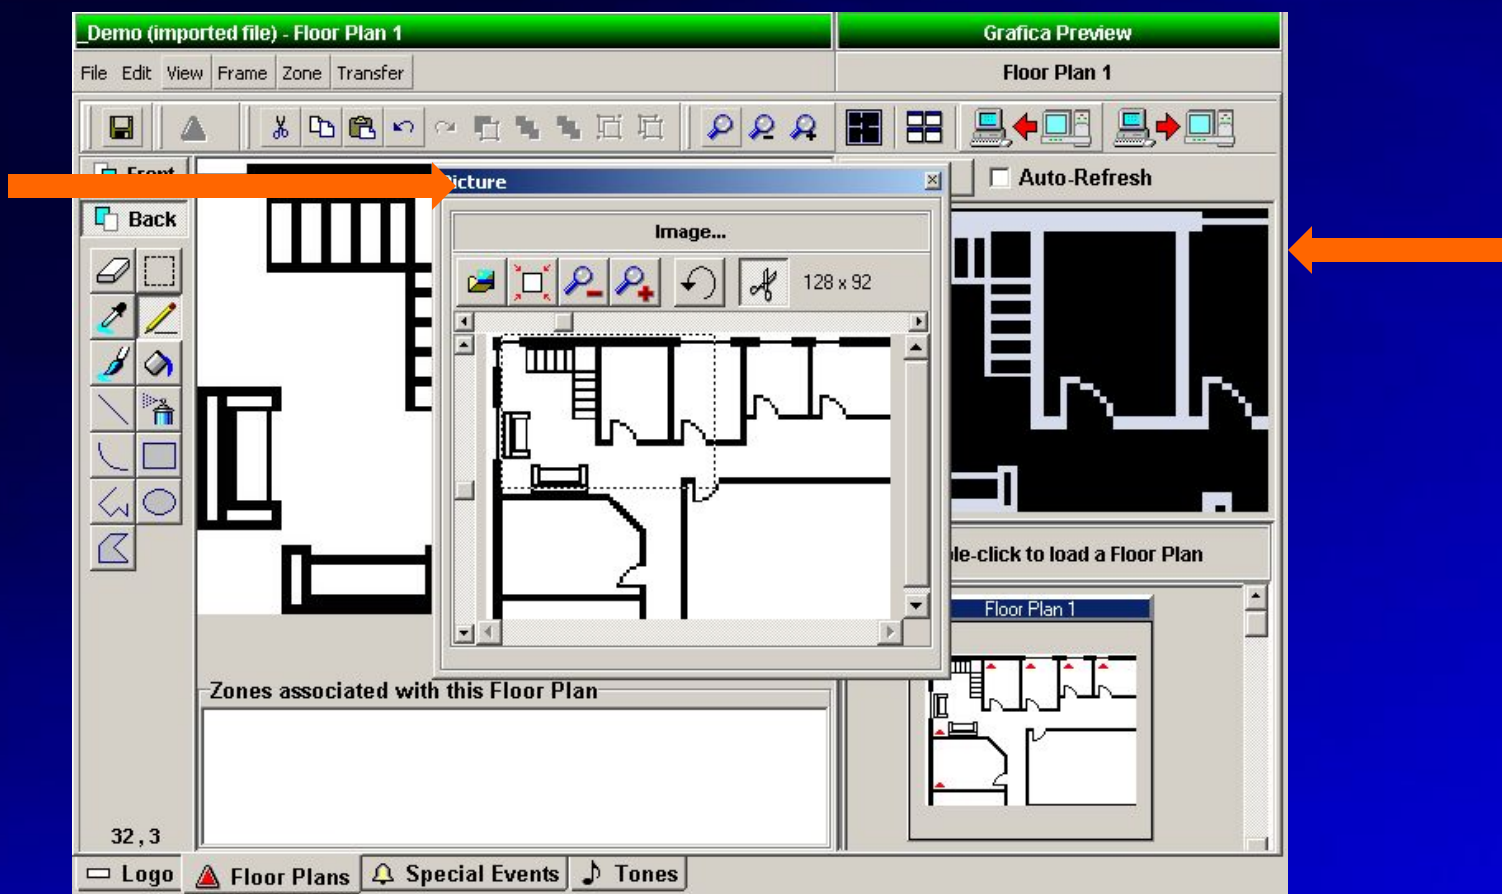 _Demo (imported file) - Floor Plan 1
Grafica Preview
File Edit View Frame Zone Transfer
Floor Plan 1
Front
Auto-Refresh
icture
Back
Image...
128 x 92
le-click to load a Floor Plan
Floor Plan 1
Zones associated with this Floor Plan
32,3
Logo
Floor Plans
Special Events
Tones